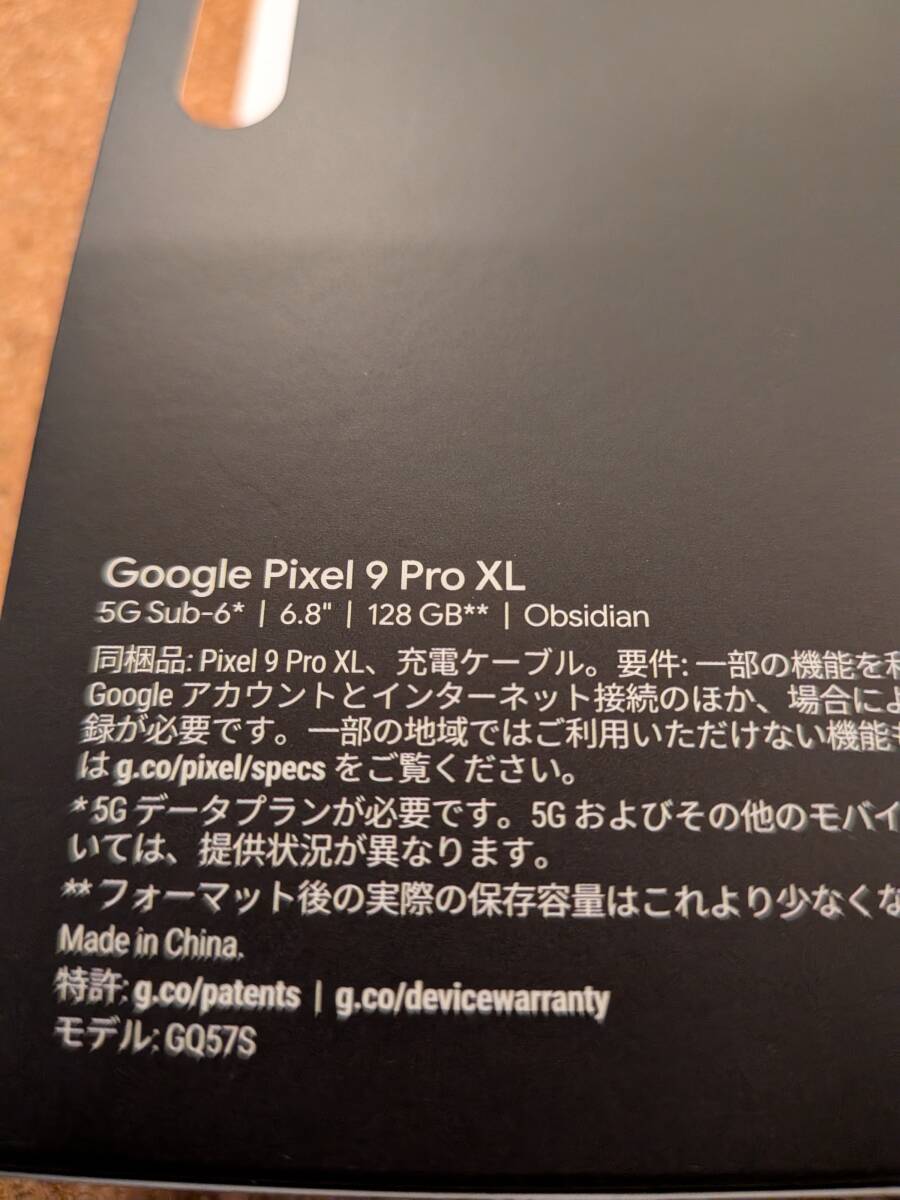 Google Pixel 9 Pro XL
5G Sub-6* | 6.8" | 128 GB** | Obsidian
同梱品: Pixel 9 Pro XL、充電ケーブル。要件: 一部の機能を利
Google アカウントとインターネット接続のほか、場合によ
録が必要です。一部の地域ではご利用いただけない機能も
は g.co/pixel/specs をご覧ください。
*5G データプランが必要です。5G およびその他のモバイ
いては、提供状況が異なります。
**フォーマット後の実際の保存容量はこれより少なくな
Made in China.
特許: g.co/patents | g.co/devicewarranty
モデル: GQ57S